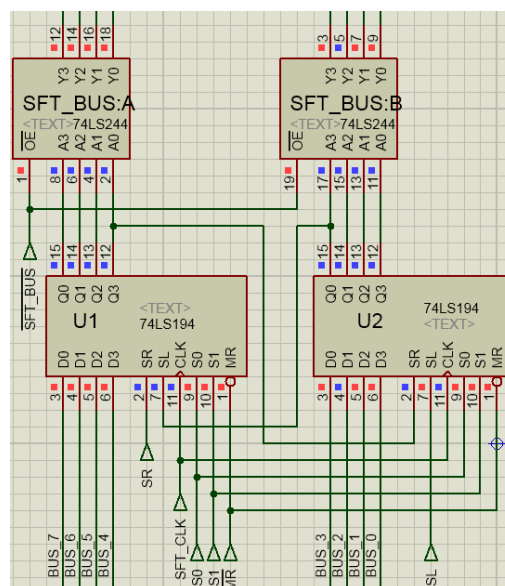 12 14 16 18 3 5 7 9
Y3 Y2 Y1 Y0 Y3 Y2 Y1 Y0
SFT_BUS:A SFT_BUS:B
<TEXT> 74LS244 <TEXT> 74LS244
OE A3 A2 A1 A0 OE A3 A2 A1 A0
1 8 6 4 2 19 17 15 13 11
15 14 13 12 15 14 13 12
SFT_BUS
Q0 Q1 Q2 Q3 Q0 Q1 Q2 Q3
<TEXT> 74LS194
U1 U2
74LS194 <TEXT>
D0 D1 D2 D3 SR SL CLK S0 S1 MR D0 D1 D2 D3 SR SL CLK S0 S1 MR
3 4 5 6 2 7 11 9 10 1 3 4 5 6 2 7 11 9 10 1
SR
BUS_7 BUS_6 BUS_5 BUS_4 SFT_CLK S0 S1 MR BUS_3 BUS_2 BUS_1 BUS_0 SL